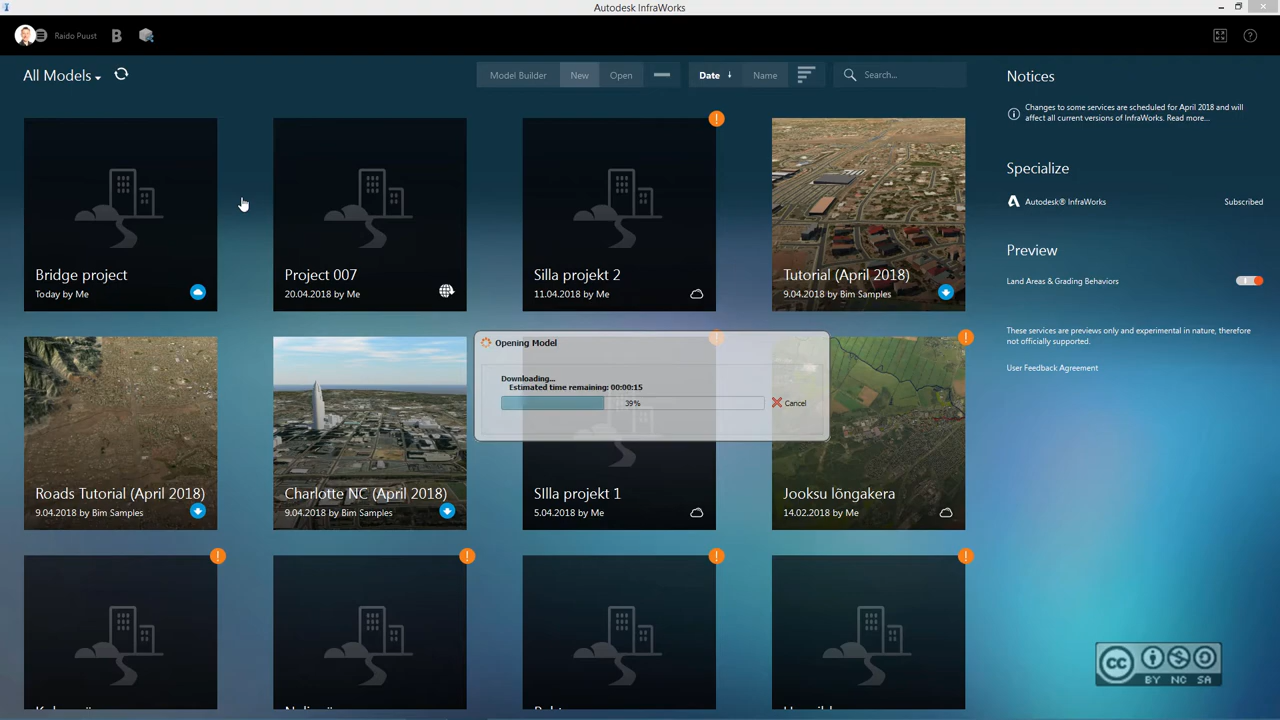 Autodesk InfraWorks
Raido Puust
All Models
Model Builder New Open Date Name Search...
Notices
Changes to some services are scheduled for April 2018 and will
affect all current versions of InfraWorks. Read more...
Specialize
Autodesk® InfraWorks Subscribed
Preview
Land Areas & Grading Behaviors
These services are previews only and experimental in nature, therefore
not officially supported.
User Feedback Agreement
Bridge project
Today by Me
Project 007
20.04.2018 by Me
Silla projekt 2
11.04.2018 by Me
Tutorial (April 2018)
9.04.2018 by Bim Samples
Opening Model
Downloading...
Estimated time remaining: 00:00:15
39%
Cancel
Roads Tutorial (April 2018)
9.04.2018 by Bim Samples
Charlotte NC (April 2018)
9.04.2018 by Bim Samples
SIlla projekt 1
5.04.2018 by Me
Jooksu lõngakera
14.02.2018 by Me
cc
BY NC SA